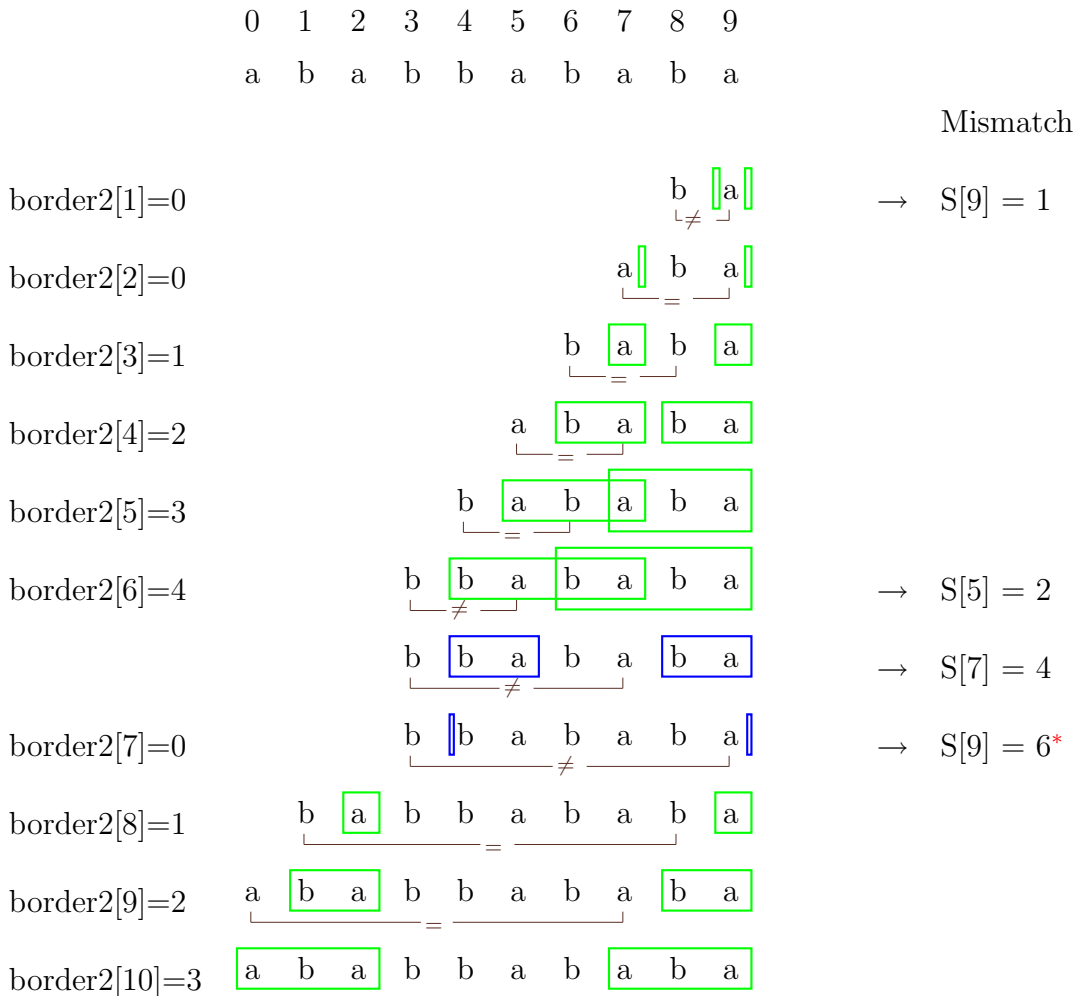 0 1 2 3 4 5 6 7 8 9
a b a b b a b a b a
Mismatch
border2[1]=0 b a → S[9] = 1
≠
border2[2]=0 a b a
=
border2[3]=1 b a b a
=
border2[4]=2 a b a b a
=
border2[5]=3 b a b a b a
=
border2[6]=4 b b a b a b a → S[5] = 2
≠
b b a b a b a → S[7] = 4
≠
border2[7]=0 b b a b a b a → S[9] = 6*
≠
border2[8]=1 b a b b a b a b a
=
border2[9]=2 a b a b b a b a b a
=
border2[10]=3 a b a b b a b a b a